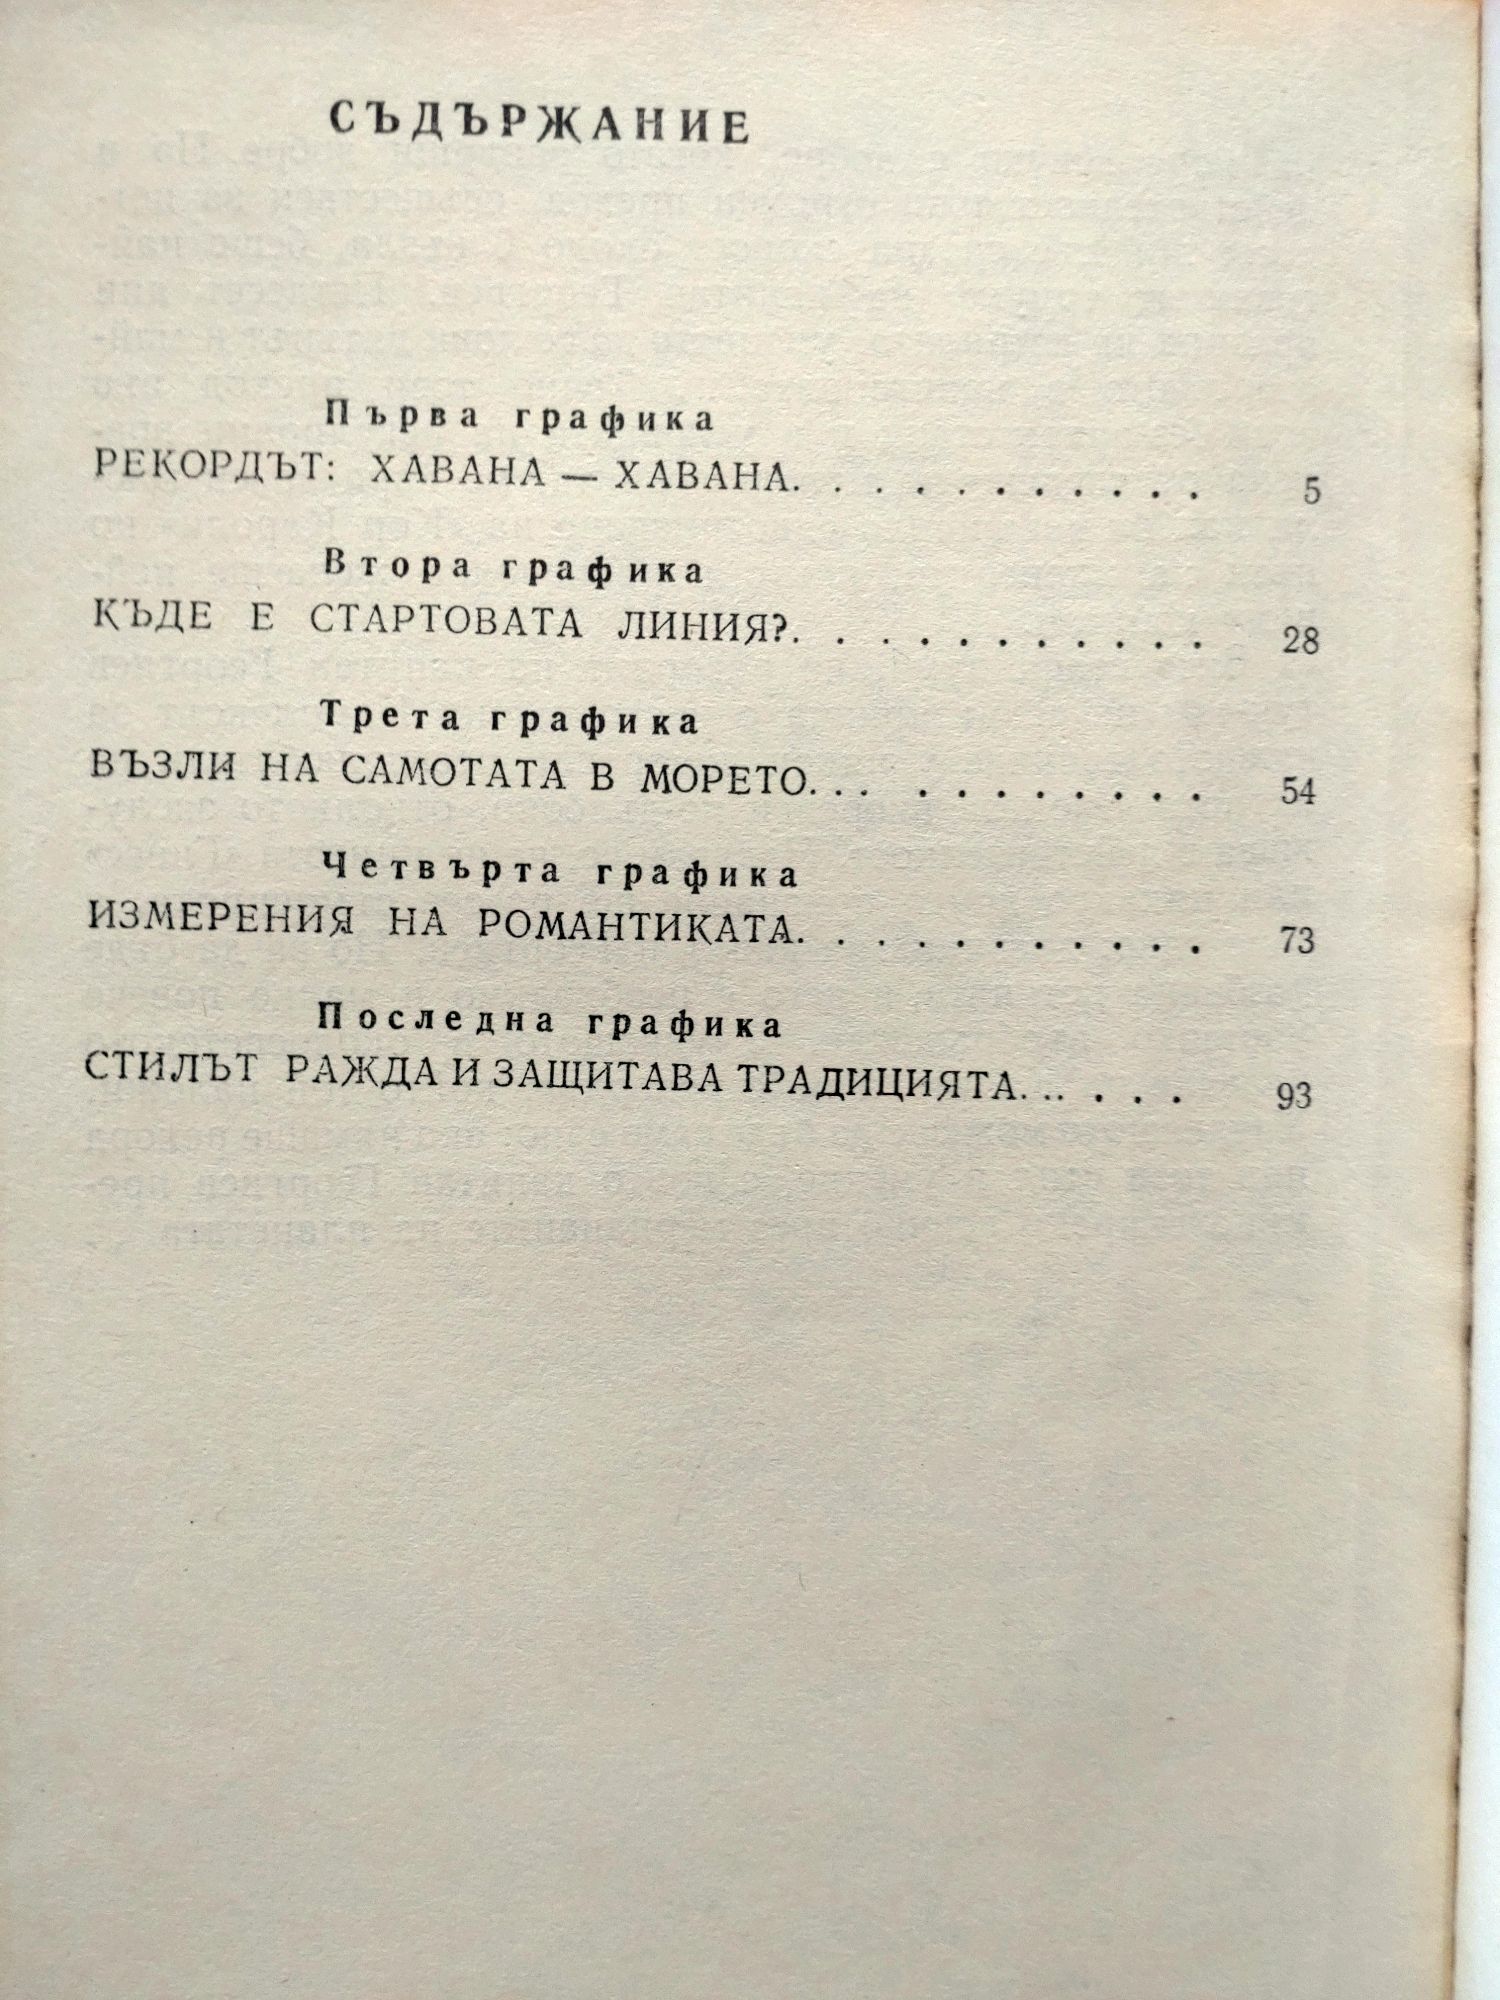 СЪДЪРЖАНИЕ
Първа графика
РЕКОРДЪТ: ХАВАНА — ХАВАНА. . . . . . . . . . . 5
Втора графика
КЪДЕ Е СТАРТОВАТА ЛИНИЯ?. . . . . . . . . . . 28
Трета графика
ВЪЗЛИ НА САМОТАТА В МОРЕТО. . . . . . . . . . . 54
Четвърта графика
ИЗМЕРЕНИЯ НА РОМАНТИКАТА. . . . . . . . . . . 73
Последна графика
СТИЛЪТ РАЖДА И ЗАЩИТАВА ТРАДИЦИЯТА. . . . . . 93